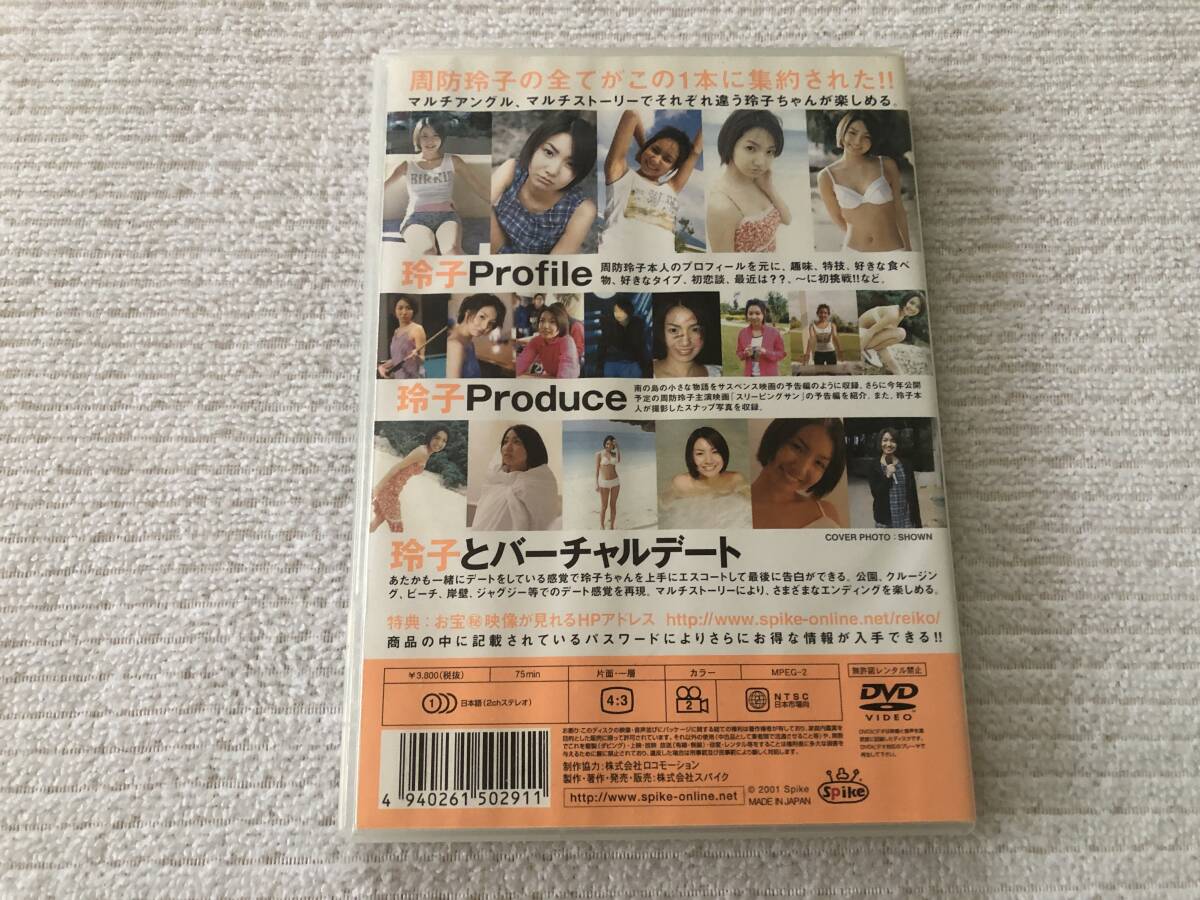 周防玲子の全てがこの1本に集約された!!
マルチアングル、マルチストーリーでそれぞれ違う玲子ちゃんが楽しめる。
玲子Profile
周防玲子本人のプロフィールを元に、趣味、特技、好きな食べ
物、好きなタイプ、初恋談、最近は??、〜に初挑戦!!など。
玲子Produce
南の島の小さな物語をサスペンス映画の予告編のように収録。さらに今年公開
予定の周防玲子主演映画「スリーピングサン」の予告編を紹介。また、玲子本
人が撮影したスナップ写真を収録。
COVER PHOTO : SHOWN
玲子とバーチャルデート
あたかも一緒にデートをしている感覚で玲子ちゃんを上手にエスコートして最後に告白ができる。公園、クルージン
グ、ビーチ、岸壁、ジャグジー等でのデート感覚を再現。マルチストーリーにより、さまざまなエンディングを楽しめる。
特典:お宝㊙映像が見れるHPアドレス http://www.spike-online.net/reiko/
商品の中に記載されているパスワードによりさらにお得な情報が入手できる!!
¥3,800(税抜) 75min 片面・一層 カラー MPEG-2
無許諾レンタル禁止
1 日本語(2chステレオ) 4:3 2 NTSC 日本市場向
DVD VIDEO
制作協力:株式会社ロコモーション
製作・著作・発売・販売:株式会社スパイク
http://www.spike-online.net
© 2001 Spike
MADE IN JAPAN
Spike
4 940261 502911